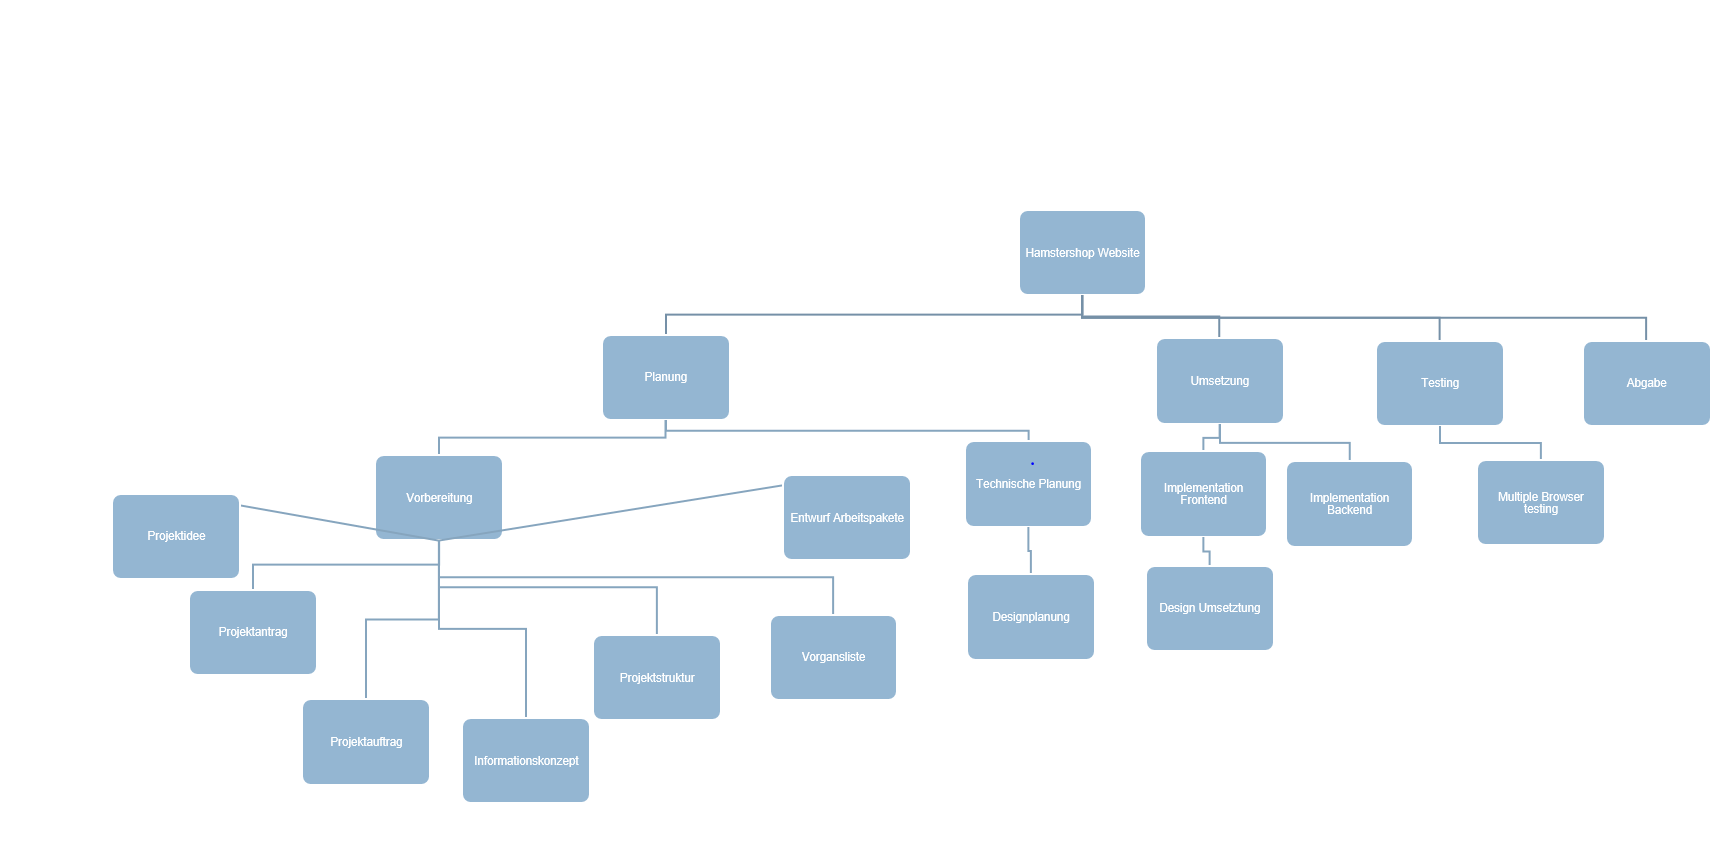 Hamstershop Website
Planung
Umsetzung
Testing
Abgabe
Vorbereitung
Technische Planung
Implementation
Frontend
Implementation
Backend
Multiple Browser
testing
Projektidee
Entwurf Arbeitspakete
Projektantrag
Projektauftrag
Informationskonzept
Projektstruktur
Vorgansliste
Designplanung
Design Umsetztung